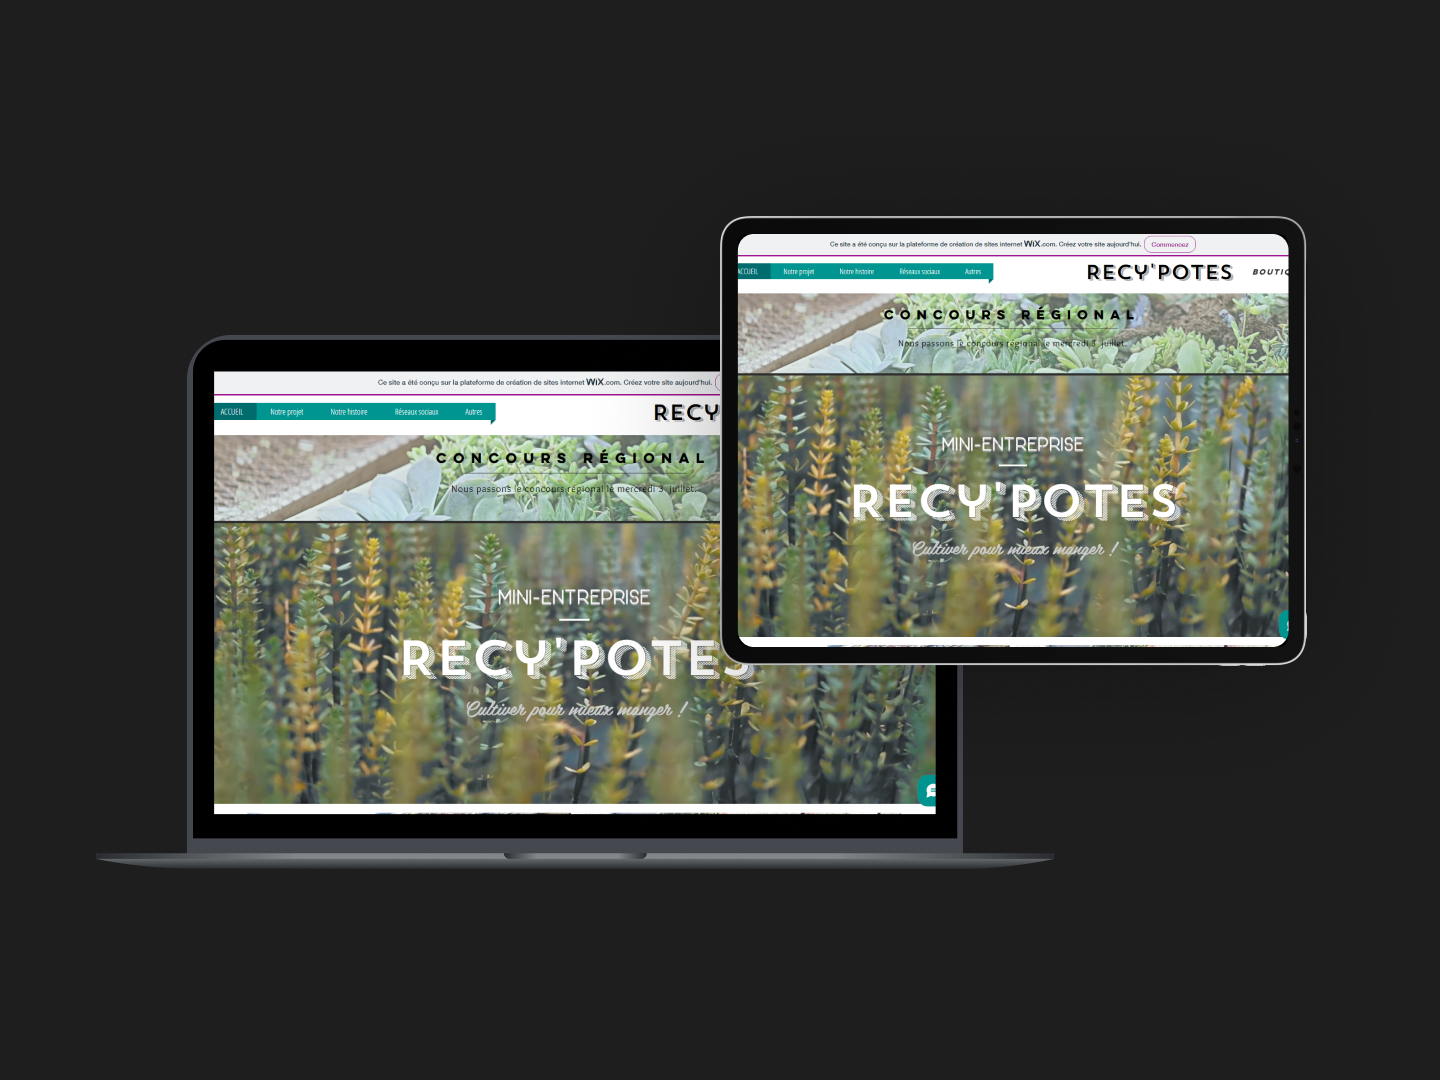 Ce site a été conçu sur la plateforme de création de sites internet WiX.com. Créez votre site aujourd'hui. Commencez
ACCUEIL Notre projet Notre histoire Réseaux sociaux Autres RECY'POTES
CONCOURS RÉGIONAL
Nous passons le concours régional le mercredi 3 juillet.
MINI-ENTREPRISE
RECY'POTES
Cultiver pour mieux manger !
Ce site a été conçu sur la plateforme de création de sites internet WiX.com. Créez votre site aujourd'hui.
ACCUEIL Notre projet Notre histoire Réseaux sociaux Autres RECY
CONCOURS RÉGIONAL
Nous passons le concours régional le mercredi 3 juillet.
MINI-ENTREPRISE
RECY'POTES
Cultiver pour mieux manger !